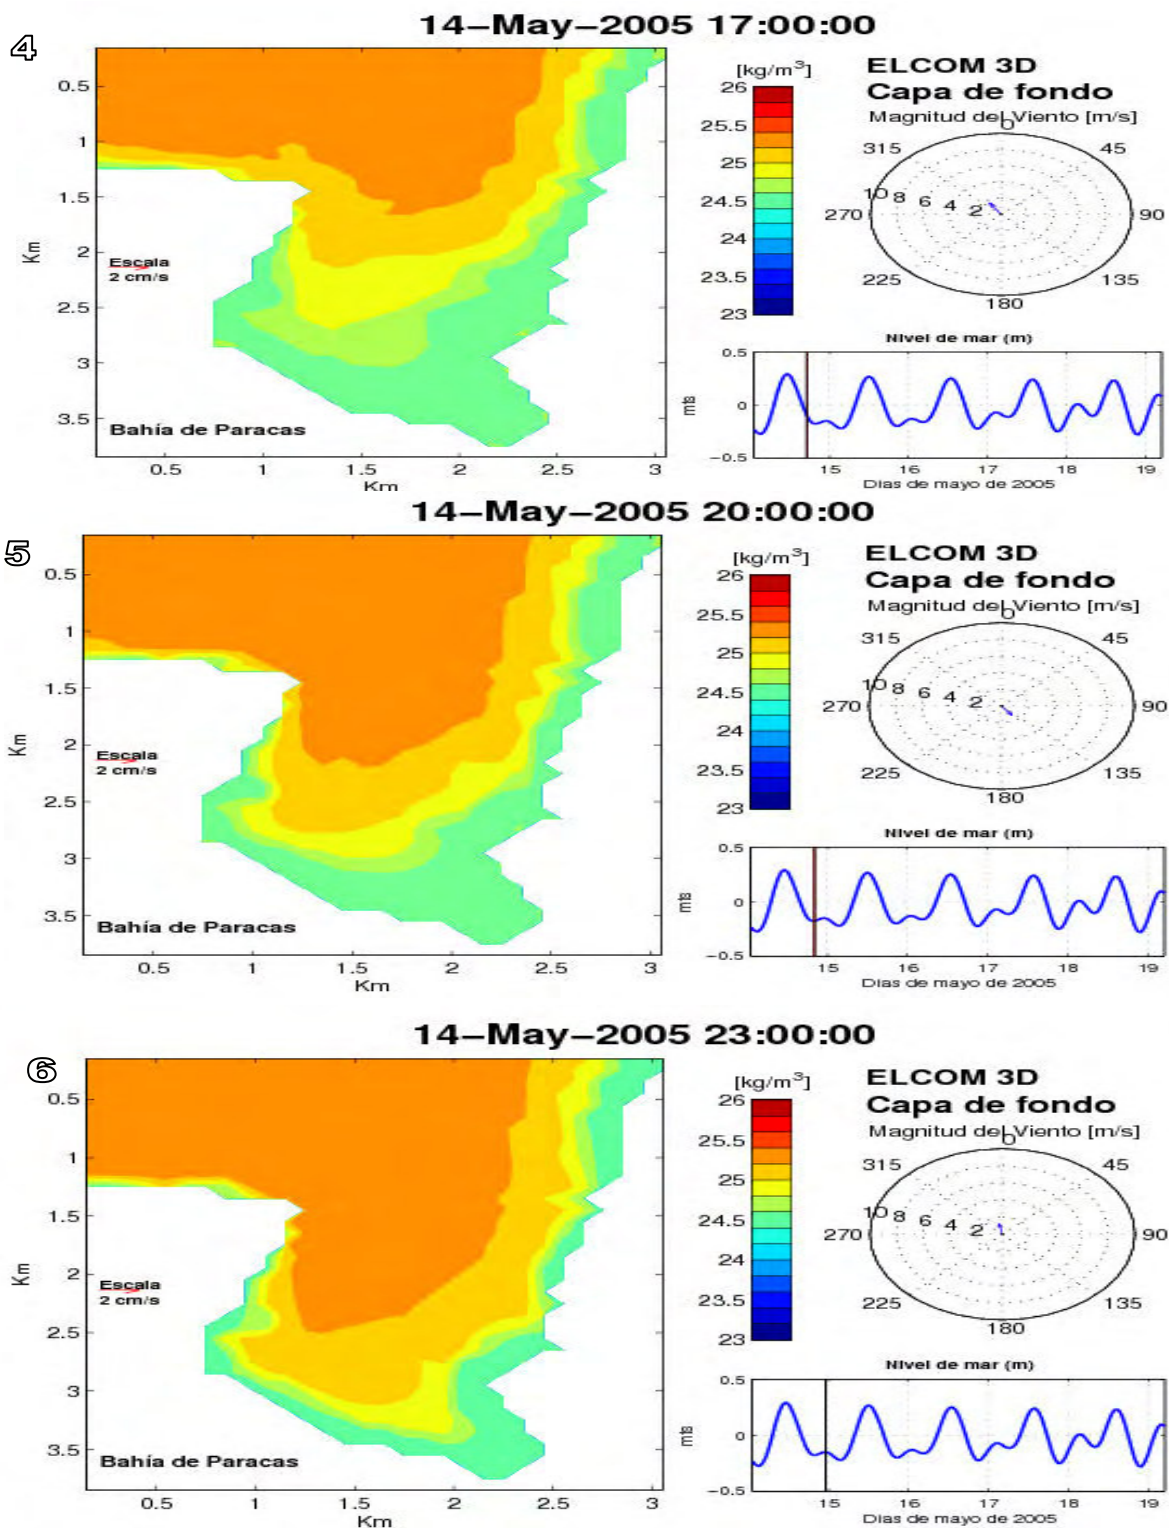 4
14-May-2005 17:00:00
0.5
1
1.5
2
2.5
3
3.5
Km
Escala
2 cm/s
Bahía de Paracas
0.5 1 1.5 2 2.5 3
Km
[kg/m³]
26
25.5
25
24.5
24
23.5
23
ELCOM 3D
Capa de fondo
Magnitud del Viento [m/s]
0
315 45
10 8 6 4 2
270 90
225 135
180
Nivel de mar (m)
0.5
0
-0.5
mts
15 16 17 18 19
Dias de mayo de 2005
5
14-May-2005 20:00:00
0.5
1
1.5
2
2.5
3
3.5
Km
Escala
2 cm/s
Bahía de Paracas
0.5 1 1.5 2 2.5 3
Km
[kg/m³]
26
25.5
25
24.5
24
23.5
23
ELCOM 3D
Capa de fondo
Magnitud del Viento [m/s]
0
315 45
10 8 6 4 2
270 90
225 135
180
Nivel de mar (m)
0.5
0
-0.5
mts
15 16 17 18 19
Dias de mayo de 2005
6
14-May-2005 23:00:00
0.5
1
1.5
2
2.5
3
3.5
Km
Escala
2 cm/s
Bahía de Paracas
0.5 1 1.5 2 2.5 3
Km
[kg/m³]
26
25.5
25
24.5
24
23.5
23
ELCOM 3D
Capa de fondo
Magnitud del Viento [m/s]
0
315 45
10 8 6 4 2
270 90
225 135
180
Nivel de mar (m)
0.5
0
-0.5
mts
15 16 17 18 19
Dias de mayo de 2005